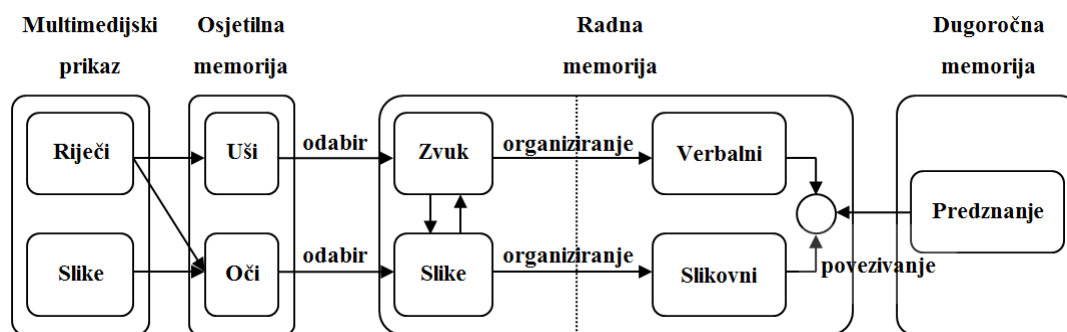 Multimedijski
prikaz
Osjetilna
memorija
Radna
memorija
Dugoročna
memorija
Riječi
Uši
odabir
Zvuk
organiziranje
Verbalni
Predznanje
Slike
Oči
odabir
Slike
organiziranje
Slikovni
povezivanje